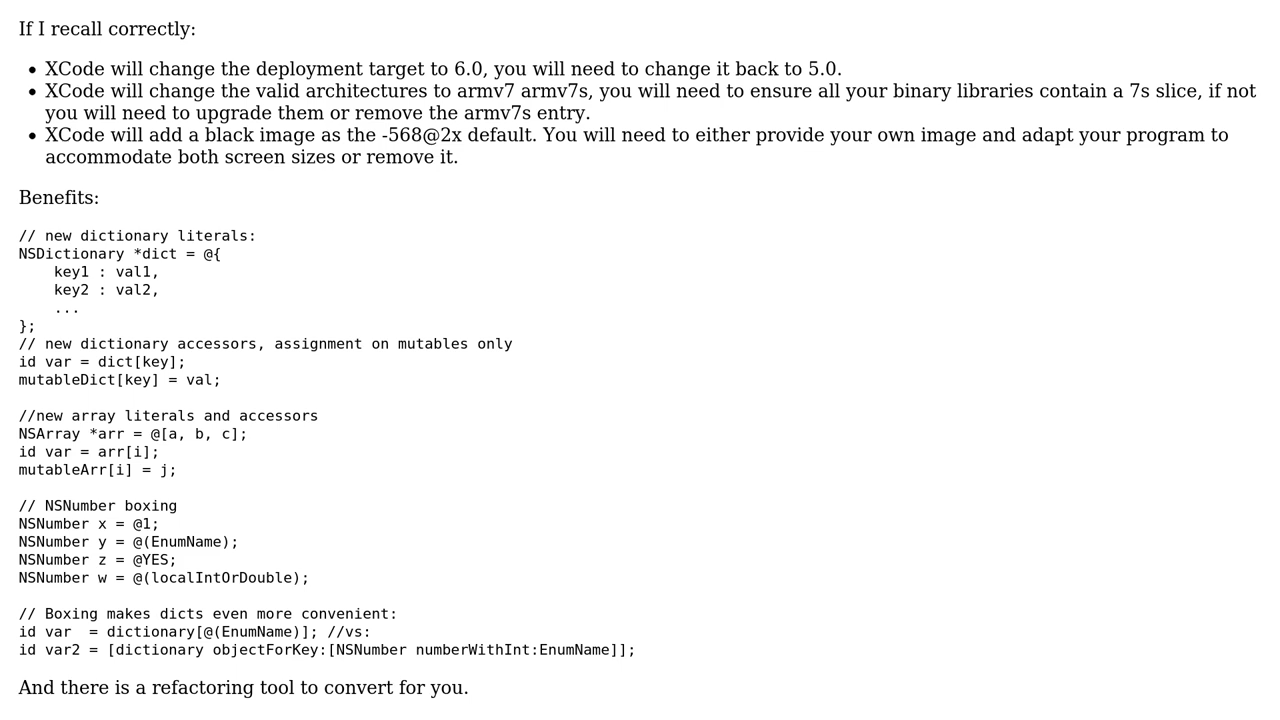 If I recall correctly:
• XCode will change the deployment target to 6.0, you will need to change it back to 5.0.
• XCode will change the valid architectures to armv7 armv7s, you will need to ensure all your binary libraries contain a 7s slice, if not
you will need to upgrade them or remove the armv7s entry.
• XCode will add a black image as the -568@2x default. You will need to either provide your own image and adapt your program to
accommodate both screen sizes or remove it.
Benefits:
// new dictionary literals:
NSDictionary *dict = @{
    key1 : val1,
    key2 : val2,
    ...
};
// new dictionary accessors, assignment on mutables only
id var = dict[key];
mutableDict[key] = val;

//new array literals and accessors
NSArray *arr = @[a, b, c];
id var = arr[i];
mutableArr[i] = j;

// NSNumber boxing
NSNumber x = @1;
NSNumber y = @(EnumName);
NSNumber z = @YES;
NSNumber w = @(localIntOrDouble);

// Boxing makes dicts even more convenient:
id var  = dictionary[@(EnumName)]; //vs:
id var2 = [dictionary objectForKey:[NSNumber numberWithInt:EnumName]];
And there is a refactoring tool to convert for you.